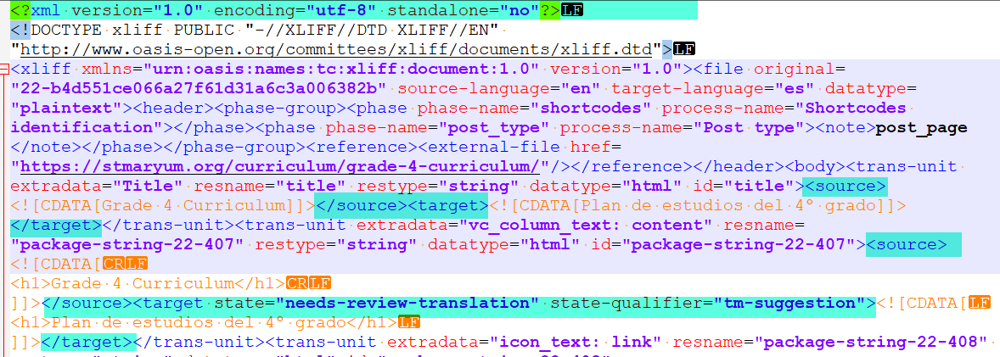 <?xml version="1.0" encoding="utf-8" standalone="no"?>LF
<!DOCTYPE xliff PUBLIC "-//XLIFF//DTD XLIFF//EN"
"http://www.oasis-open.org/committees/xliff/documents/xliff.dtd">LF
<xliff xmlns="urn:oasis:names:tc:xliff:document:1.0" version="1.0"><file original=
"22-b4d551ce066a27f61d31a6c3a006382b" source-language="en" target-language="es" datatype=
"plaintext"><header><phase-group><phase phase-name="shortcodes" process-name="Shortcodes
identification"></phase><phase phase-name="post_type" process-name="Post type"><note>post_page
</note></phase></phase-group><reference><external-file href=
"https://stmaryum.org/curriculum/grade-4-curriculum/"/></reference></header><body><trans-unit
extradata="Title" resname="title" restype="string" datatype="html" id="title"><source>
<![CDATA[Grade 4 Curriculum]]></source><target><![CDATA[Plan de estudios del 4º grado]]>
</target></trans-unit><trans-unit extradata="vc_column_text: content" resname=
"package-string-22-407" restype="string" datatype="html" id="package-string-22-407"><source>
<![CDATA[CRLF
<h1>Grade 4 Curriculum</h1>CRLF
]]></source><target state="needs-review-translation" state-qualifier="tm-suggestion"><![CDATA[LF
<h1>Plan de estudios del 4º grado</h1>LF
]]></target></trans-unit><trans-unit extradata="icon_text: link" resname="package-string-22-408"